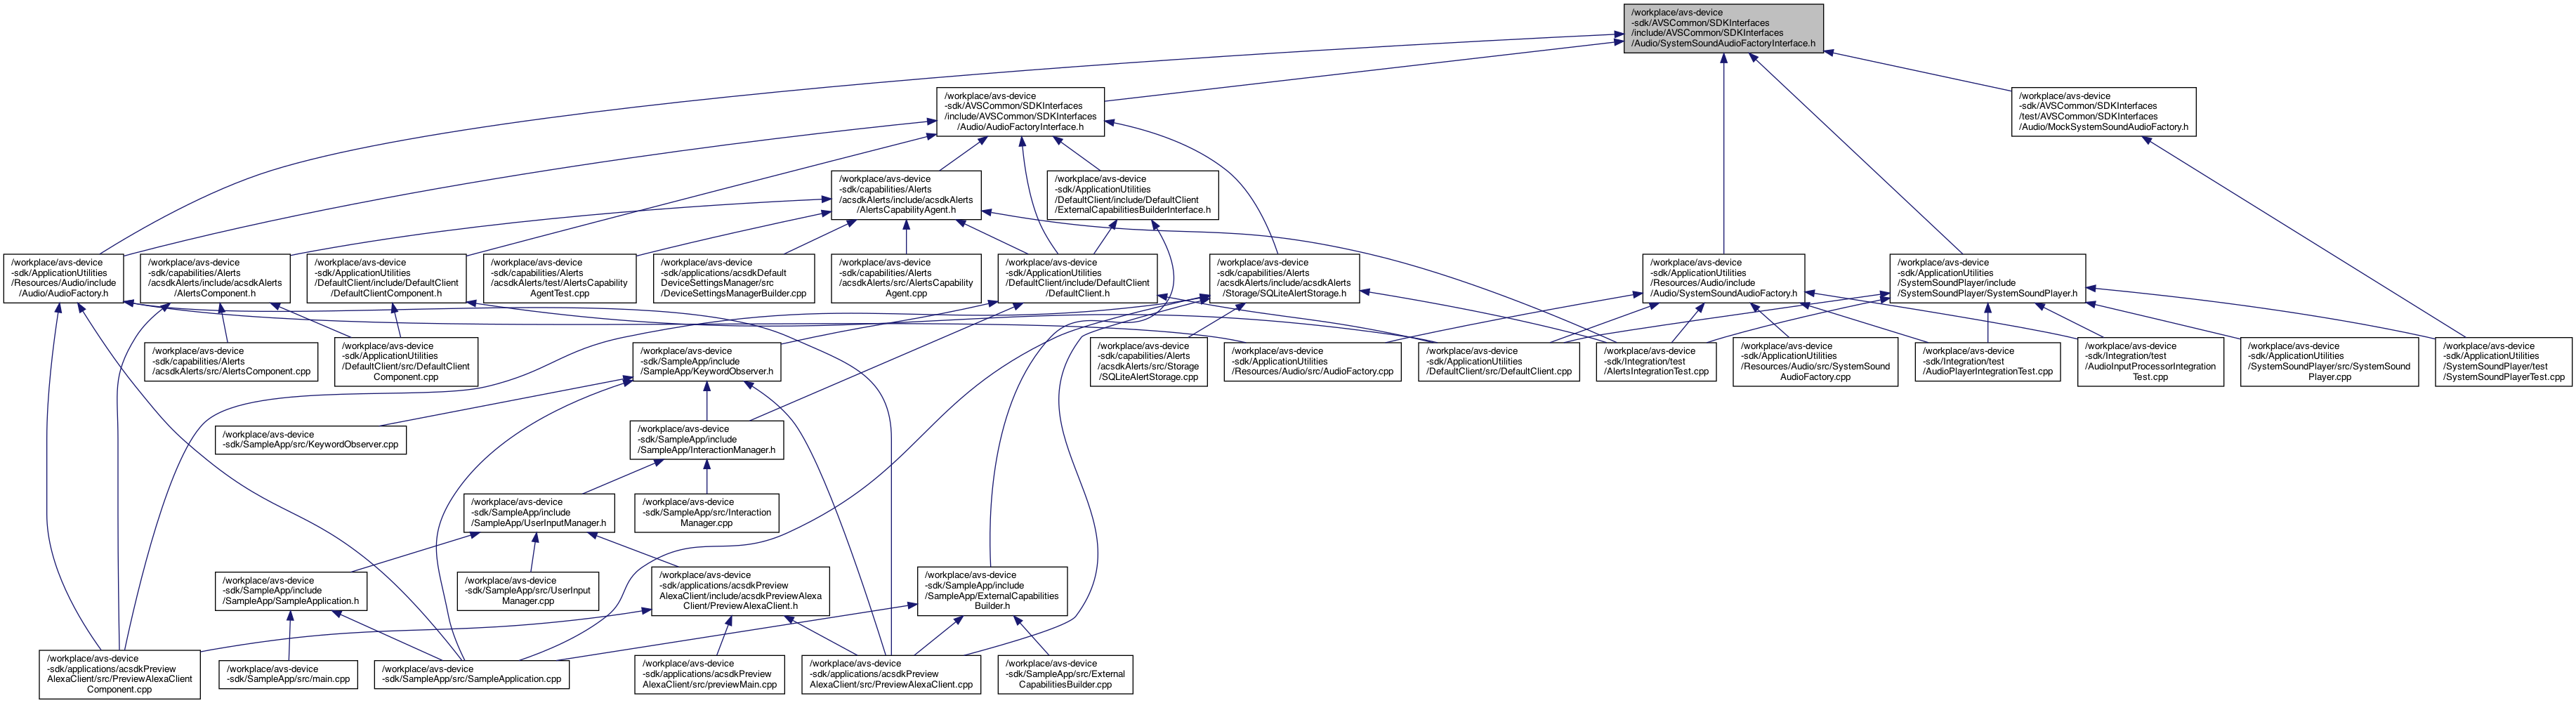 /workplace/avs-device
-sdk/AVSCommon/SDKInterfaces
/include/AVSCommon/SDKInterfaces
/Audio/SystemSoundAudioFactoryInterface.h
/workplace/avs-device
-sdk/AVSCommon/SDKInterfaces
/include/AVSCommon/SDKInterfaces
/Audio/AudioFactoryInterface.h
/workplace/avs-device
-sdk/AVSCommon/SDKInterfaces
/test/AVSCommon/SDKInterfaces
/Audio/MockSystemSoundAudioFactory.h
/workplace/avs-device
-sdk/capabilities/Alerts
/acsdkAlerts/include/acsdkAlerts
/AlertsCapabilityAgent.h
/workplace/avs-device
-sdk/ApplicationUtilities
/DefaultClient/include/DefaultClient
/ExternalCapabilitiesBuilderInterface.h
/workplace/avs-device
-sdk/ApplicationUtilities
/Resources/Audio/include
/Audio/AudioFactory.h
/workplace/avs-device
-sdk/capabilities/Alerts
/acsdkAlerts/include/acsdkAlerts
/AlertsComponent.h
/workplace/avs-device
-sdk/ApplicationUtilities
/DefaultClient/include/DefaultClient
/DefaultClientComponent.h
/workplace/avs-device
-sdk/capabilities/Alerts
/acsdkAlerts/test/AlertsCapability
AgentTest.cpp
/workplace/avs-device
-sdk/applications/acsdkDefault
DeviceSettingsManager/src
/DeviceSettingsManagerBuilder.cpp
/workplace/avs-device
-sdk/capabilities/Alerts
/acsdkAlerts/src/AlertsCapability
Agent.cpp
/workplace/avs-device
-sdk/ApplicationUtilities
/DefaultClient/include/DefaultClient
/DefaultClient.h
/workplace/avs-device
-sdk/capabilities/Alerts
/acsdkAlerts/include/acsdkAlerts
/Storage/SQLiteAlertStorage.h
/workplace/avs-device
-sdk/ApplicationUtilities
/Resources/Audio/include
/Audio/SystemSoundAudioFactory.h
/workplace/avs-device
-sdk/ApplicationUtilities
/SystemSoundPlayer/include
/SystemSoundPlayer/SystemSoundPlayer.h
/workplace/avs-device
-sdk/capabilities/Alerts
/acsdkAlerts/src/AlertsComponent.cpp
/workplace/avs-device
-sdk/ApplicationUtilities
/DefaultClient/src/DefaultClient
Component.cpp
/workplace/avs-device
-sdk/SampleApp/include
/SampleApp/KeywordObserver.h
/workplace/avs-device
-sdk/capabilities/Alerts
/acsdkAlerts/src/Storage
/SQLiteAlertStorage.cpp
/workplace/avs-device
-sdk/ApplicationUtilities
/Resources/Audio/src/AudioFactory.cpp
/workplace/avs-device
-sdk/ApplicationUtilities
/DefaultClient/src/DefaultClient.cpp
/workplace/avs-device
-sdk/Integration/test
/AlertsIntegrationTest.cpp
/workplace/avs-device
-sdk/ApplicationUtilities
/Resources/Audio/src/SystemSound
AudioFactory.cpp
/workplace/avs-device
-sdk/Integration/test
/AudioPlayerIntegrationTest.cpp
/workplace/avs-device
-sdk/Integration/test
/AudioInputProcessorIntegration
Test.cpp
/workplace/avs-device
-sdk/ApplicationUtilities
/SystemSoundPlayer/src/SystemSound
Player.cpp
/workplace/avs-device
-sdk/ApplicationUtilities
/SystemSoundPlayer/test
/SystemSoundPlayerTest.cpp
/workplace/avs-device
-sdk/SampleApp/src/KeywordObserver.cpp
/workplace/avs-device
-sdk/SampleApp/include
/SampleApp/InteractionManager.h
/workplace/avs-device
-sdk/SampleApp/include
/SampleApp/UserInputManager.h
/workplace/avs-device
-sdk/SampleApp/src/Interaction
Manager.cpp
/workplace/avs-device
-sdk/SampleApp/include
/SampleApp/SampleApplication.h
/workplace/avs-device
-sdk/SampleApp/src/UserInput
Manager.cpp
/workplace/avs-device
-sdk/applications/acsdkPreview
AlexaClient/include/acsdkPreviewAlexa
Client/PreviewAlexaClient.h
/workplace/avs-device
-sdk/SampleApp/include
/SampleApp/ExternalCapabilities
Builder.h
/workplace/avs-device
-sdk/applications/acsdkPreview
AlexaClient/src/PreviewAlexaClient
Component.cpp
/workplace/avs-device
-sdk/SampleApp/src/main.cpp
/workplace/avs-device
-sdk/SampleApp/src/SampleApplication.cpp
/workplace/avs-device
-sdk/applications/acsdkPreview
AlexaClient/src/previewMain.cpp
/workplace/avs-device
-sdk/applications/acsdkPreview
AlexaClient/src/PreviewAlexaClient.cpp
/workplace/avs-device
-sdk/SampleApp/src/External
CapabilitiesBuilder.cpp